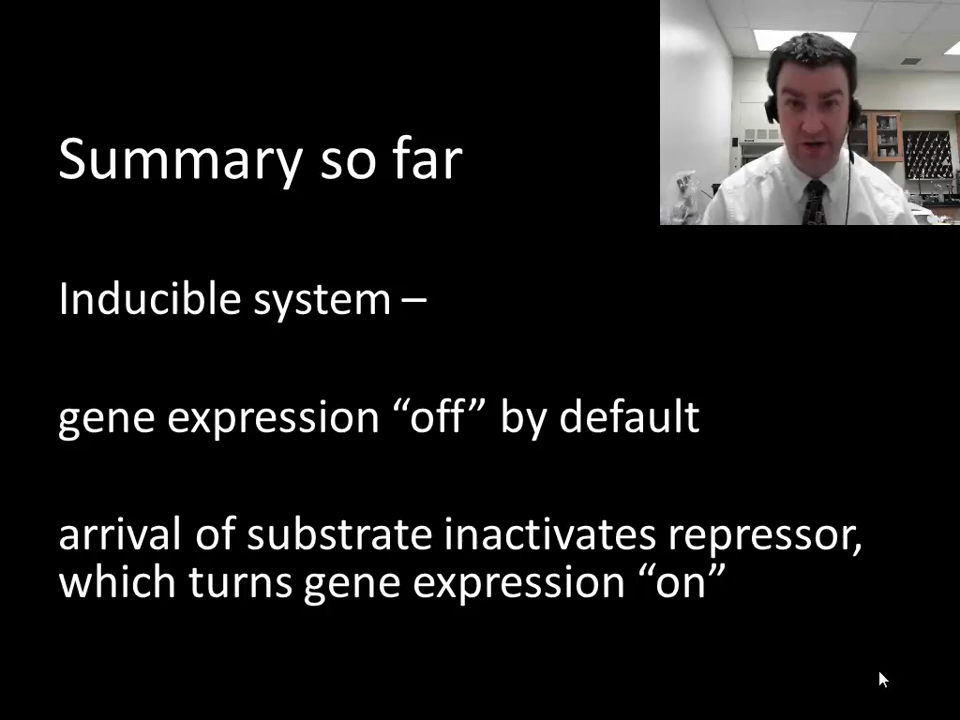 Summary so far
Inducible system –
gene expression “off” by default
arrival of substrate inactivates repressor,
which turns gene expression “on”